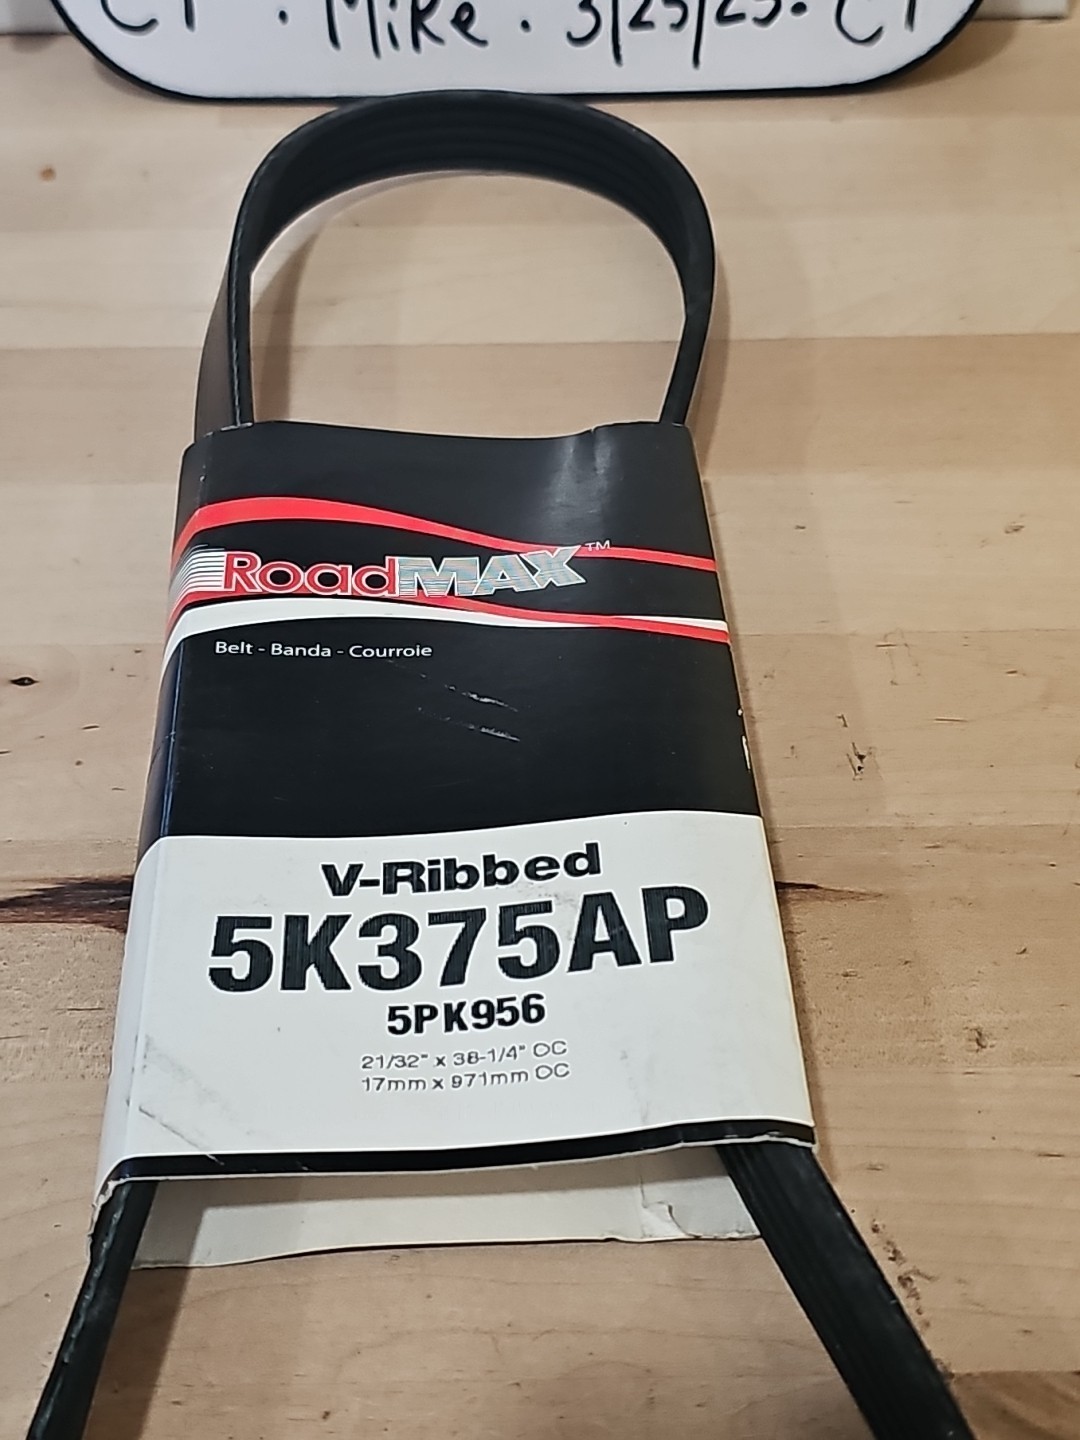 CT . Mike . 3/25/25. CT
RoadMAX™
Belt - Banda - Courroie
V-Ribbed
5K375AP
5PK956
21/32" x 38-1/4" OC
17mm x 971mm OC